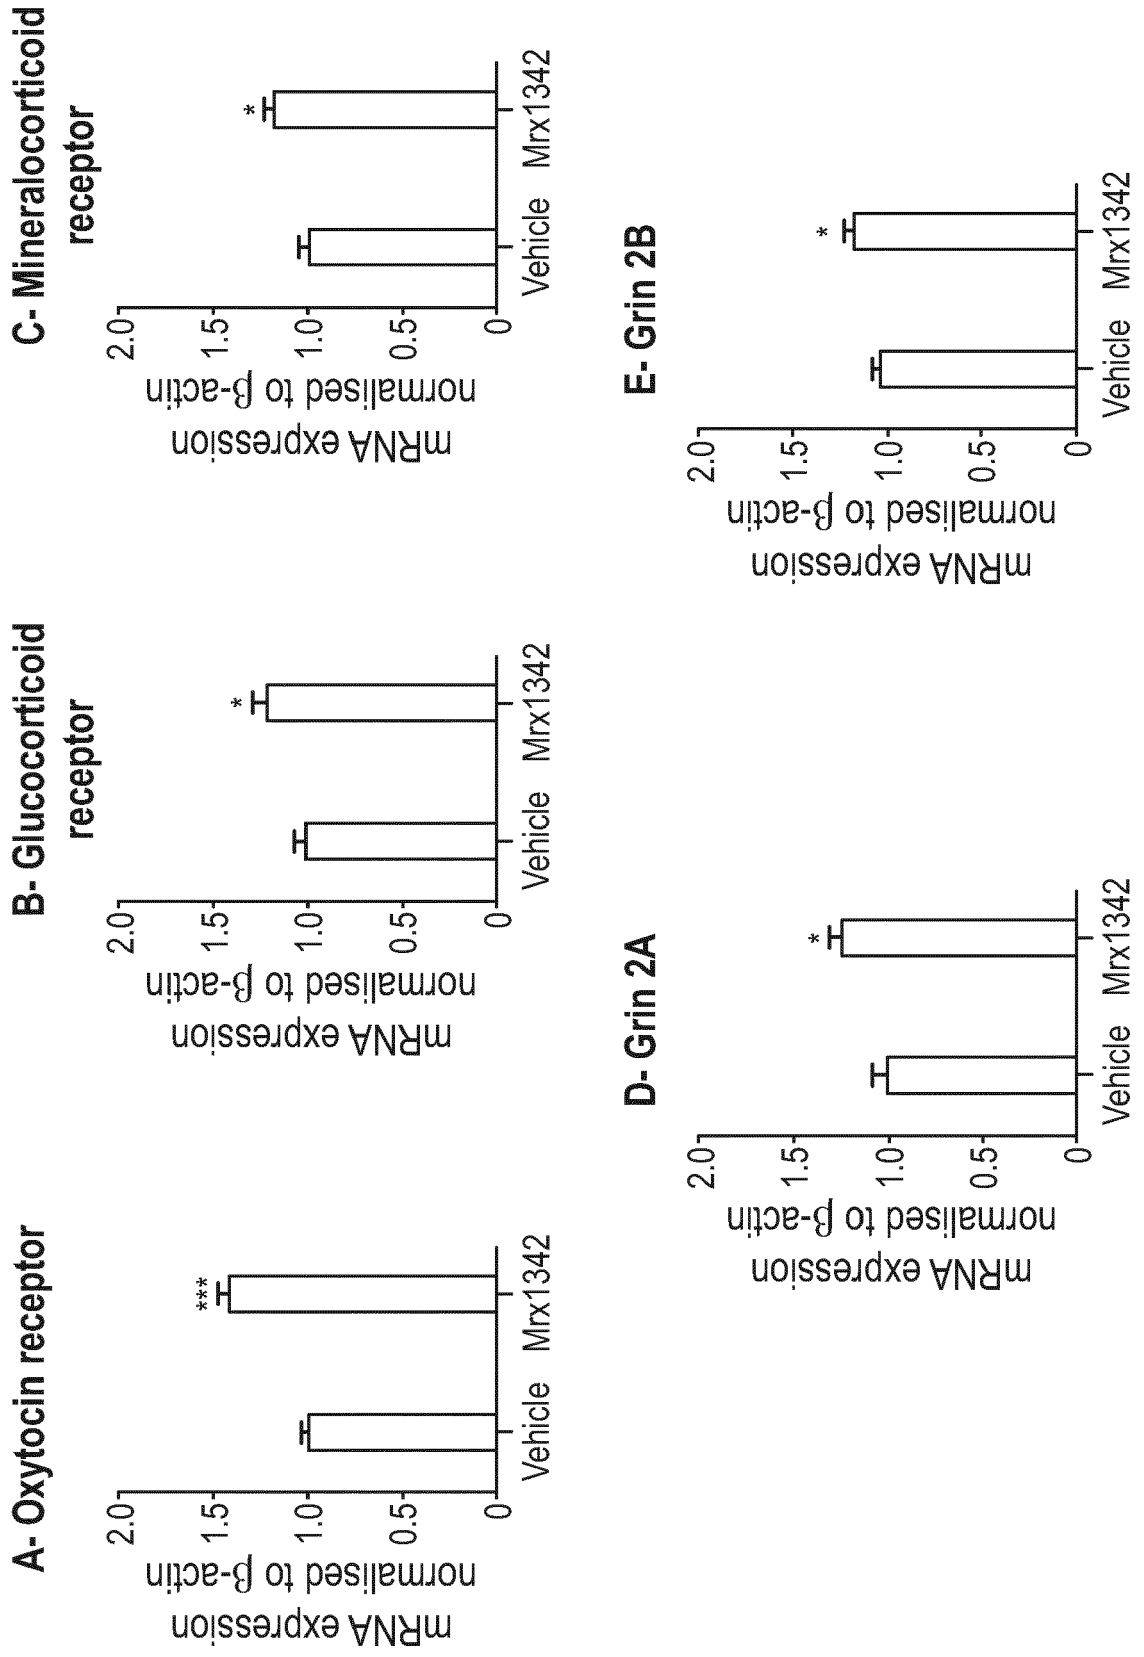 A- Oxytocin receptor
mRNA expression
normalised to β-actin
2.0
1.5
1.0
0.5
0
***
Vehicle Mrx1342
B- Glucocorticoid
receptor
mRNA expression
normalised to β-actin
2.0
1.5
1.0
0.5
0
*
Vehicle Mrx1342
C- Mineralocorticoid
receptor
mRNA expression
normalised to β-actin
2.0
1.5
1.0
0.5
0
*
Vehicle Mrx1342
D- Grin 2A
mRNA expression
normalised to β-actin
2.0
1.5
1.0
0.5
0
*
Vehicle Mrx1342
E- Grin 2B
mRNA expression
normalised to β-actin
2.0
1.5
1.0
0.5
0
*
Vehicle Mrx1342